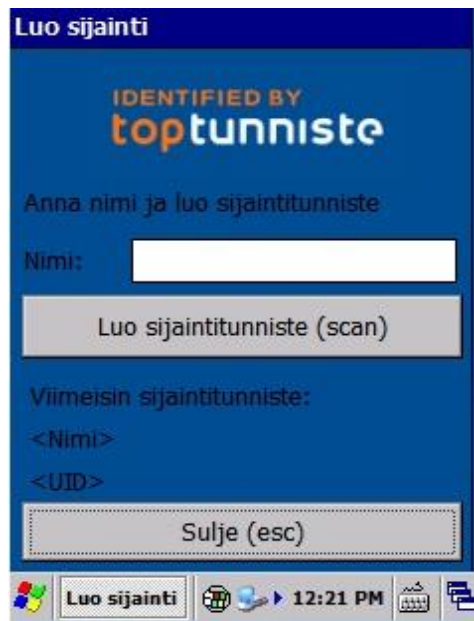 Luo sijainti
IDENTIFIED BY
toptunniste
Anna nimi ja luo sijaintitunniste
Nimi:
Luo sijaintitunniste (scan)
Viimeisin sijaintitunniste:
<Nimi>
<UID>
Sulje (esc)
Luo sijainti 12:21 PM